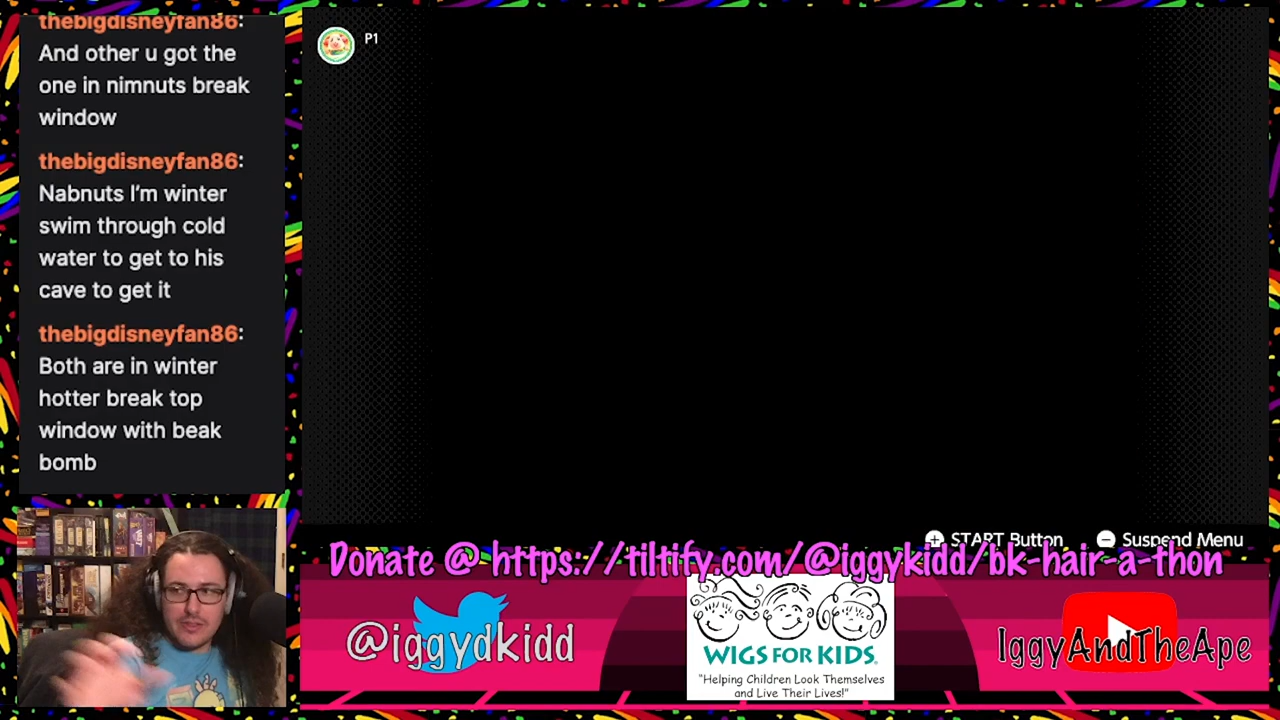 thebigdisneyfan86:
And other u got the
one in nimnuts break
window
thebigdisneyfan86:
Nabnuts I'm winter
swim through cold
water to get to his
cave to get it
thebigdisneyfan86:
Both are in winter
hotter break top
window with beak
bomb
P1
START Button
Suspend Menu
Donate @ https://tiltify.com/@iggykidd/bk-hair-a-thon
@iggydkidd
WIGS FOR KIDS.
"Helping Children Look Themselves
and Live Their Lives!"
IggyAndTheApe